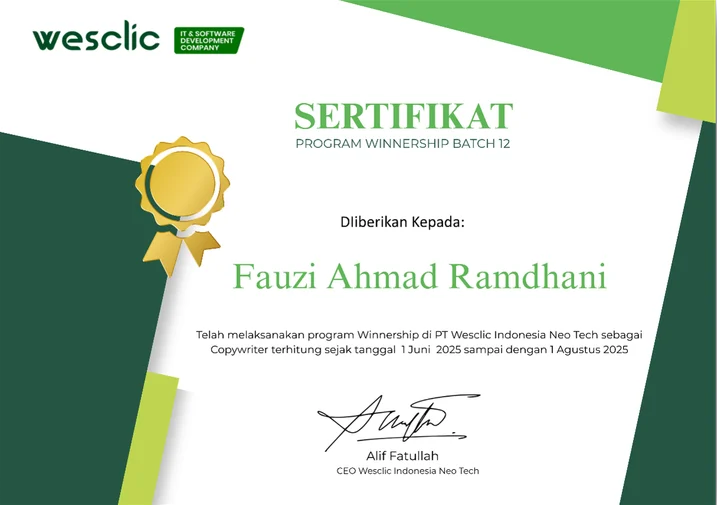 wesclic
IT & SOFTWARE
DEVELOPMENT
COMPANY
SERTIFIKAT
PROGRAM WINNERSHIP BATCH 12
DIiberikan Kepada:
Fauzi Ahmad Ramdhani
Telah melaksanakan program Winnership di PT Wesclic Indonesia Neo Tech sebagai
Copywriter terhitung sejak tanggal 1 Juni 2025 sampai dengan 1 Agustus 2025
Alif Fatullah
CEO Wesclic Indonesia Neo Tech